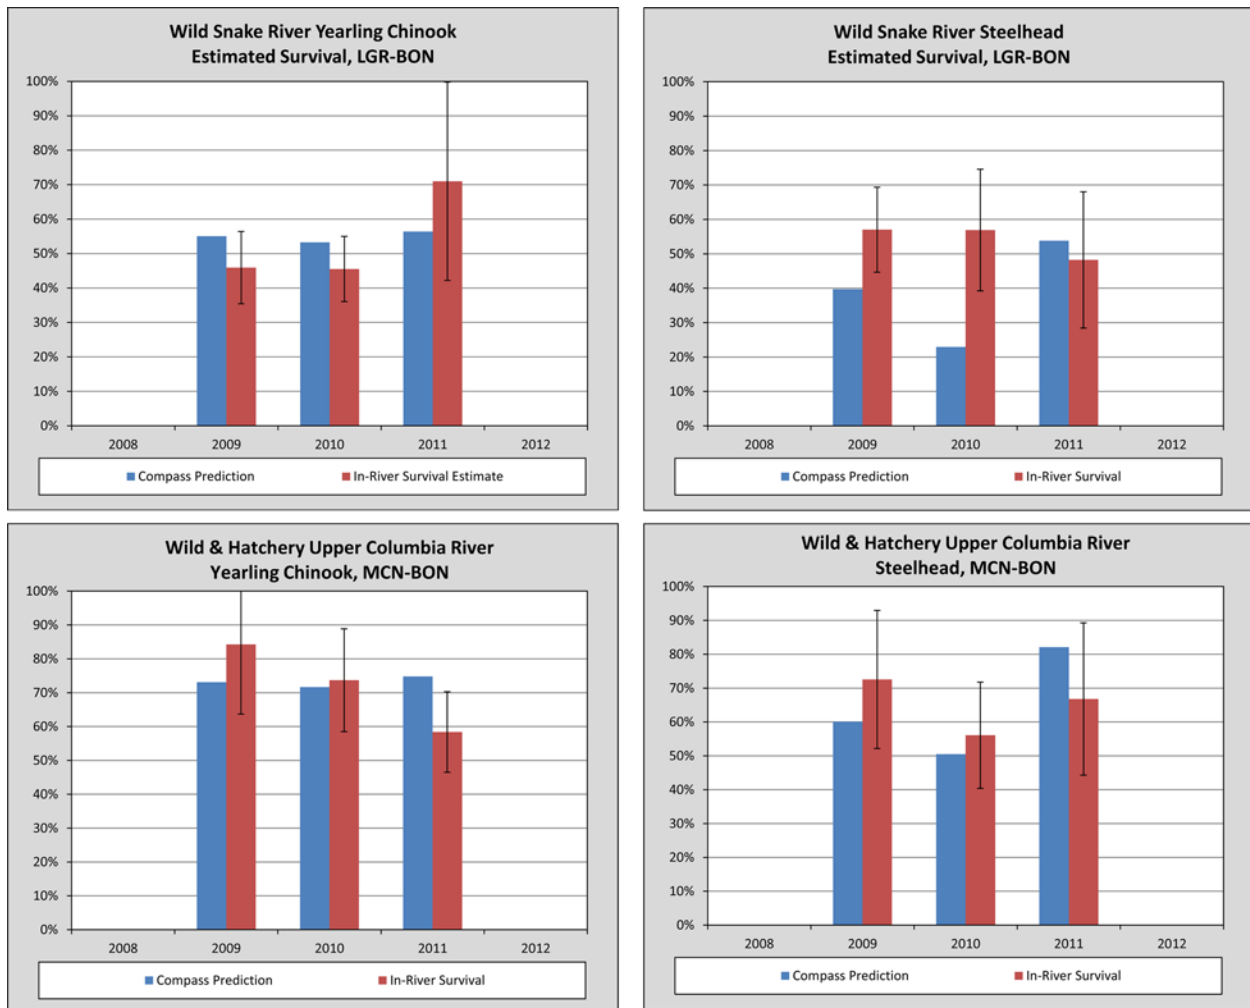 Wild Snake River Yearling Chinook
Estimated Survival, LGR-BON
100%
90%
80%
70%
60%
50%
40%
30%
20%
10%
0%
2008 2009 2010 2011 2012
Compass Prediction In-River Survival Estimate
Wild Snake River Steelhead
Estimated Survival, LGR-BON
100%
90%
80%
70%
60%
50%
40%
30%
20%
10%
0%
2008 2009 2010 2011 2012
Compass Prediction In-River Survival
Wild & Hatchery Upper Columbia River
Yearling Chinook, MCN-BON
100%
90%
80%
70%
60%
50%
40%
30%
20%
10%
0%
2008 2009 2010 2011 2012
Compass Prediction In-River Survival
Wild & Hatchery Upper Columbia River
Steelhead, MCN-BON
100%
90%
80%
70%
60%
50%
40%
30%
20%
10%
0%
2008 2009 2010 2011 2012
Compass Prediction In-River Survival